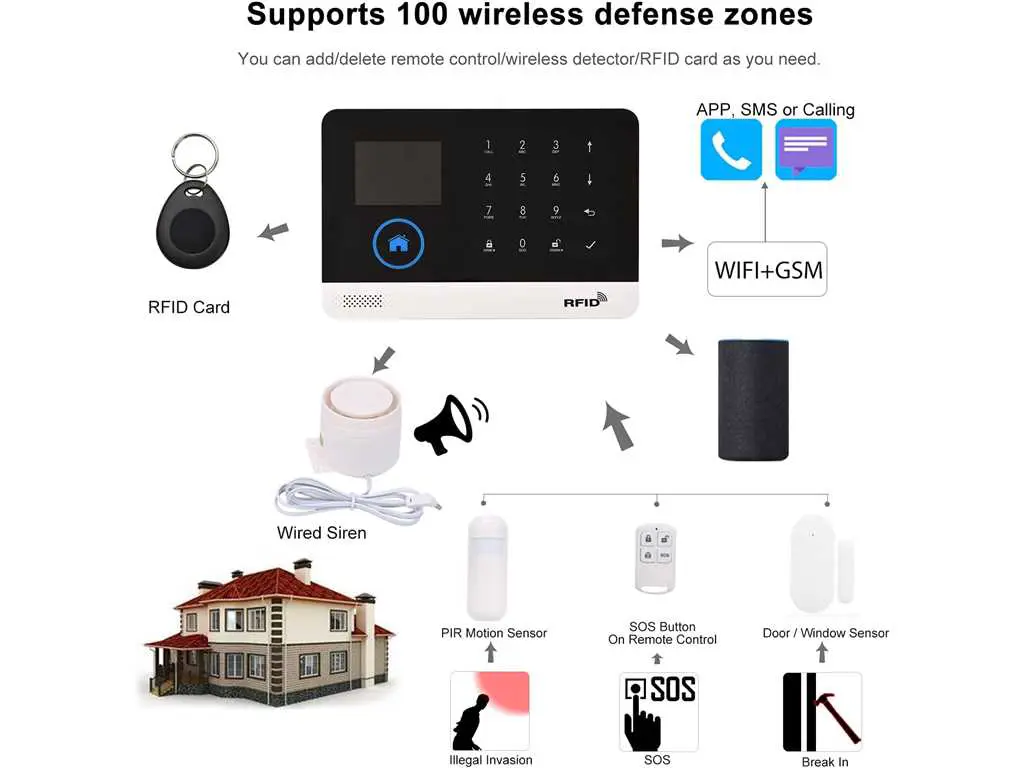 Supports 100 wireless defense zones
You can add/delete remote control/wireless detector/RFID card as you need.
APP, SMS or Calling
1 2 3
4 5 6
7 8 9
0
WIFI+GSM
RFID
RFID Card
Wired Siren
SOS
PIR Motion Sensor
SOS Button
On Remote Control
Door / Window Sensor
SOS
Illegal Invasion
SOS
Break In